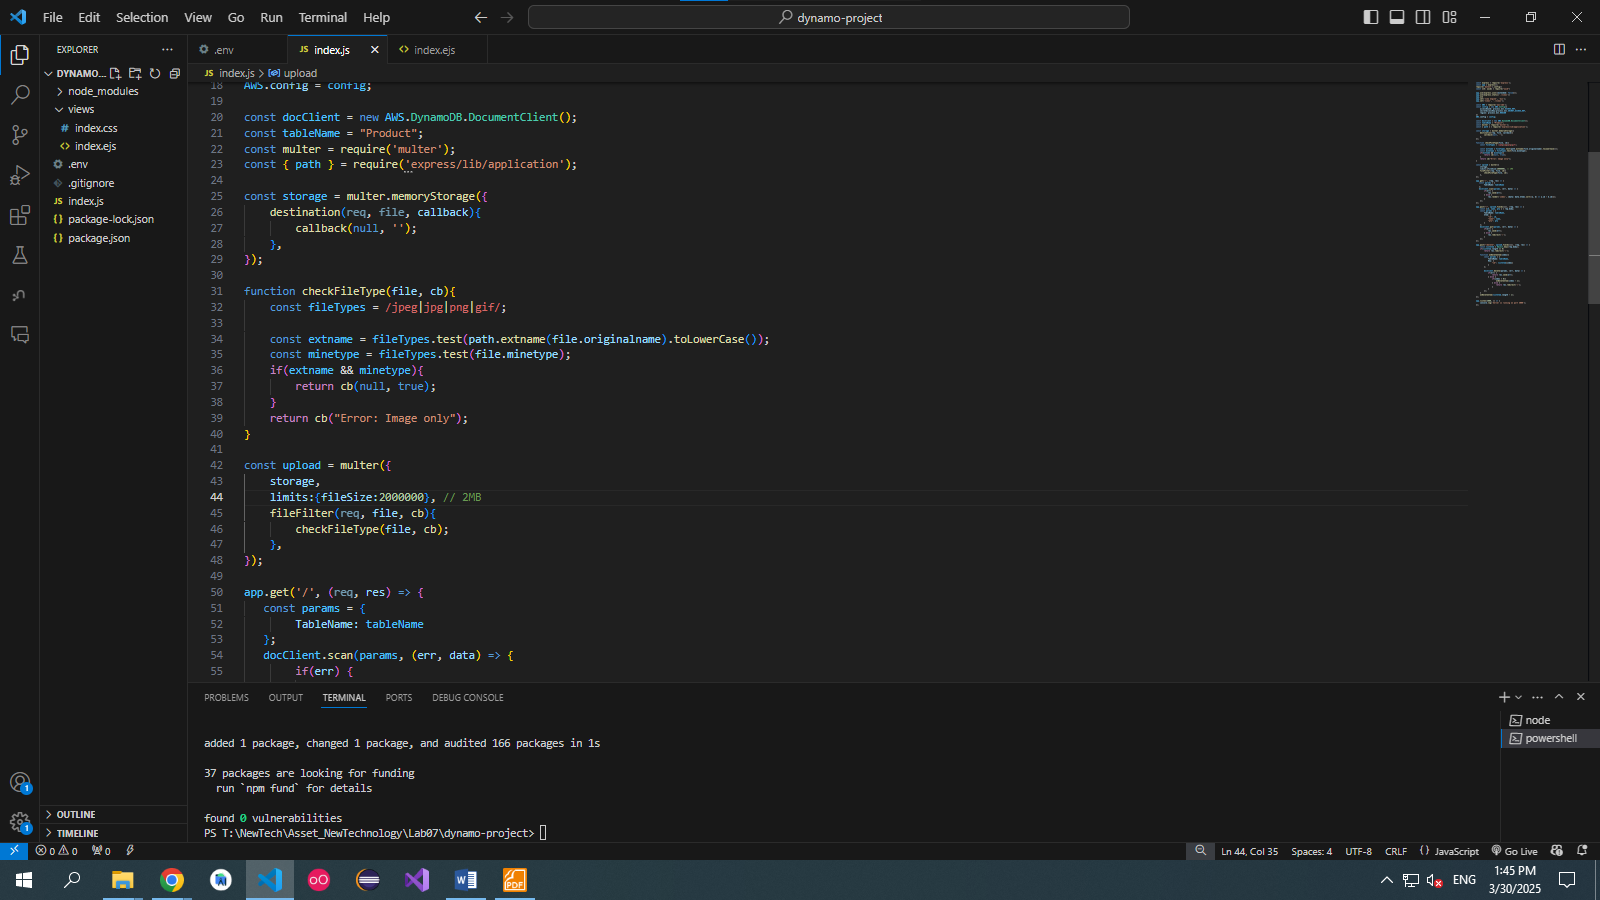 File Edit Selection View Go Run Terminal Help
dynamo-project
EXPLORER
DYNAMO...
node_modules
views
index.css
index.ejs
.env
.gitignore
JS index.js
{} package-lock.json
{} package.json
OUTLINE
TIMELINE
.env
JS index.js
index.ejs
JS index.js > upload
18 AWS.config = config;
19
20 const docClient = new AWS.DynamoDB.DocumentClient();
21 const tableName = "Product";
22 const multer = require('multer');
23 const { path } = require('express/lib/application');
24
25 const storage = multer.memoryStorage({
26 destination(req, file, callback){
27 callback(null, '');
28 },
29 });
30
31 function checkFileType(file, cb){
32 const fileTypes = /jpeg|jpg|png|gif/;
33
34 const extname = fileTypes.test(path.extname(file.originalname).toLowerCase());
35 const minetype = fileTypes.test(file.minetype);
36 if(extname && minetype){
37 return cb(null, true);
38 }
39 return cb("Error: Image only");
40 }
41
42 const upload = multer({
43 storage,
44 limits:{fileSize:2000000}, // 2MB
45 fileFilter(req, file, cb){
46 checkFileType(file, cb);
47 },
48 });
49
50 app.get('/', (req, res) => {
51 const params = {
52 TableName: tableName
53 };
54 docClient.scan(params, (err, data) => {
55 if(err) {
PROBLEMS OUTPUT TERMINAL PORTS DEBUG CONSOLE
added 1 package, changed 1 package, and audited 166 packages in 1s
37 packages are looking for funding
run `npm fund` for details
found 0 vulnerabilities
PS T:\NewTech\Asset_NewTechnology\Lab07\dynamo-project>
node
powershell
0 0 0 Ln 44, Col 35 Spaces: 4 UTF-8 CRLF {} JavaScript Go Live
ENG
1:45 PM
3/30/2025